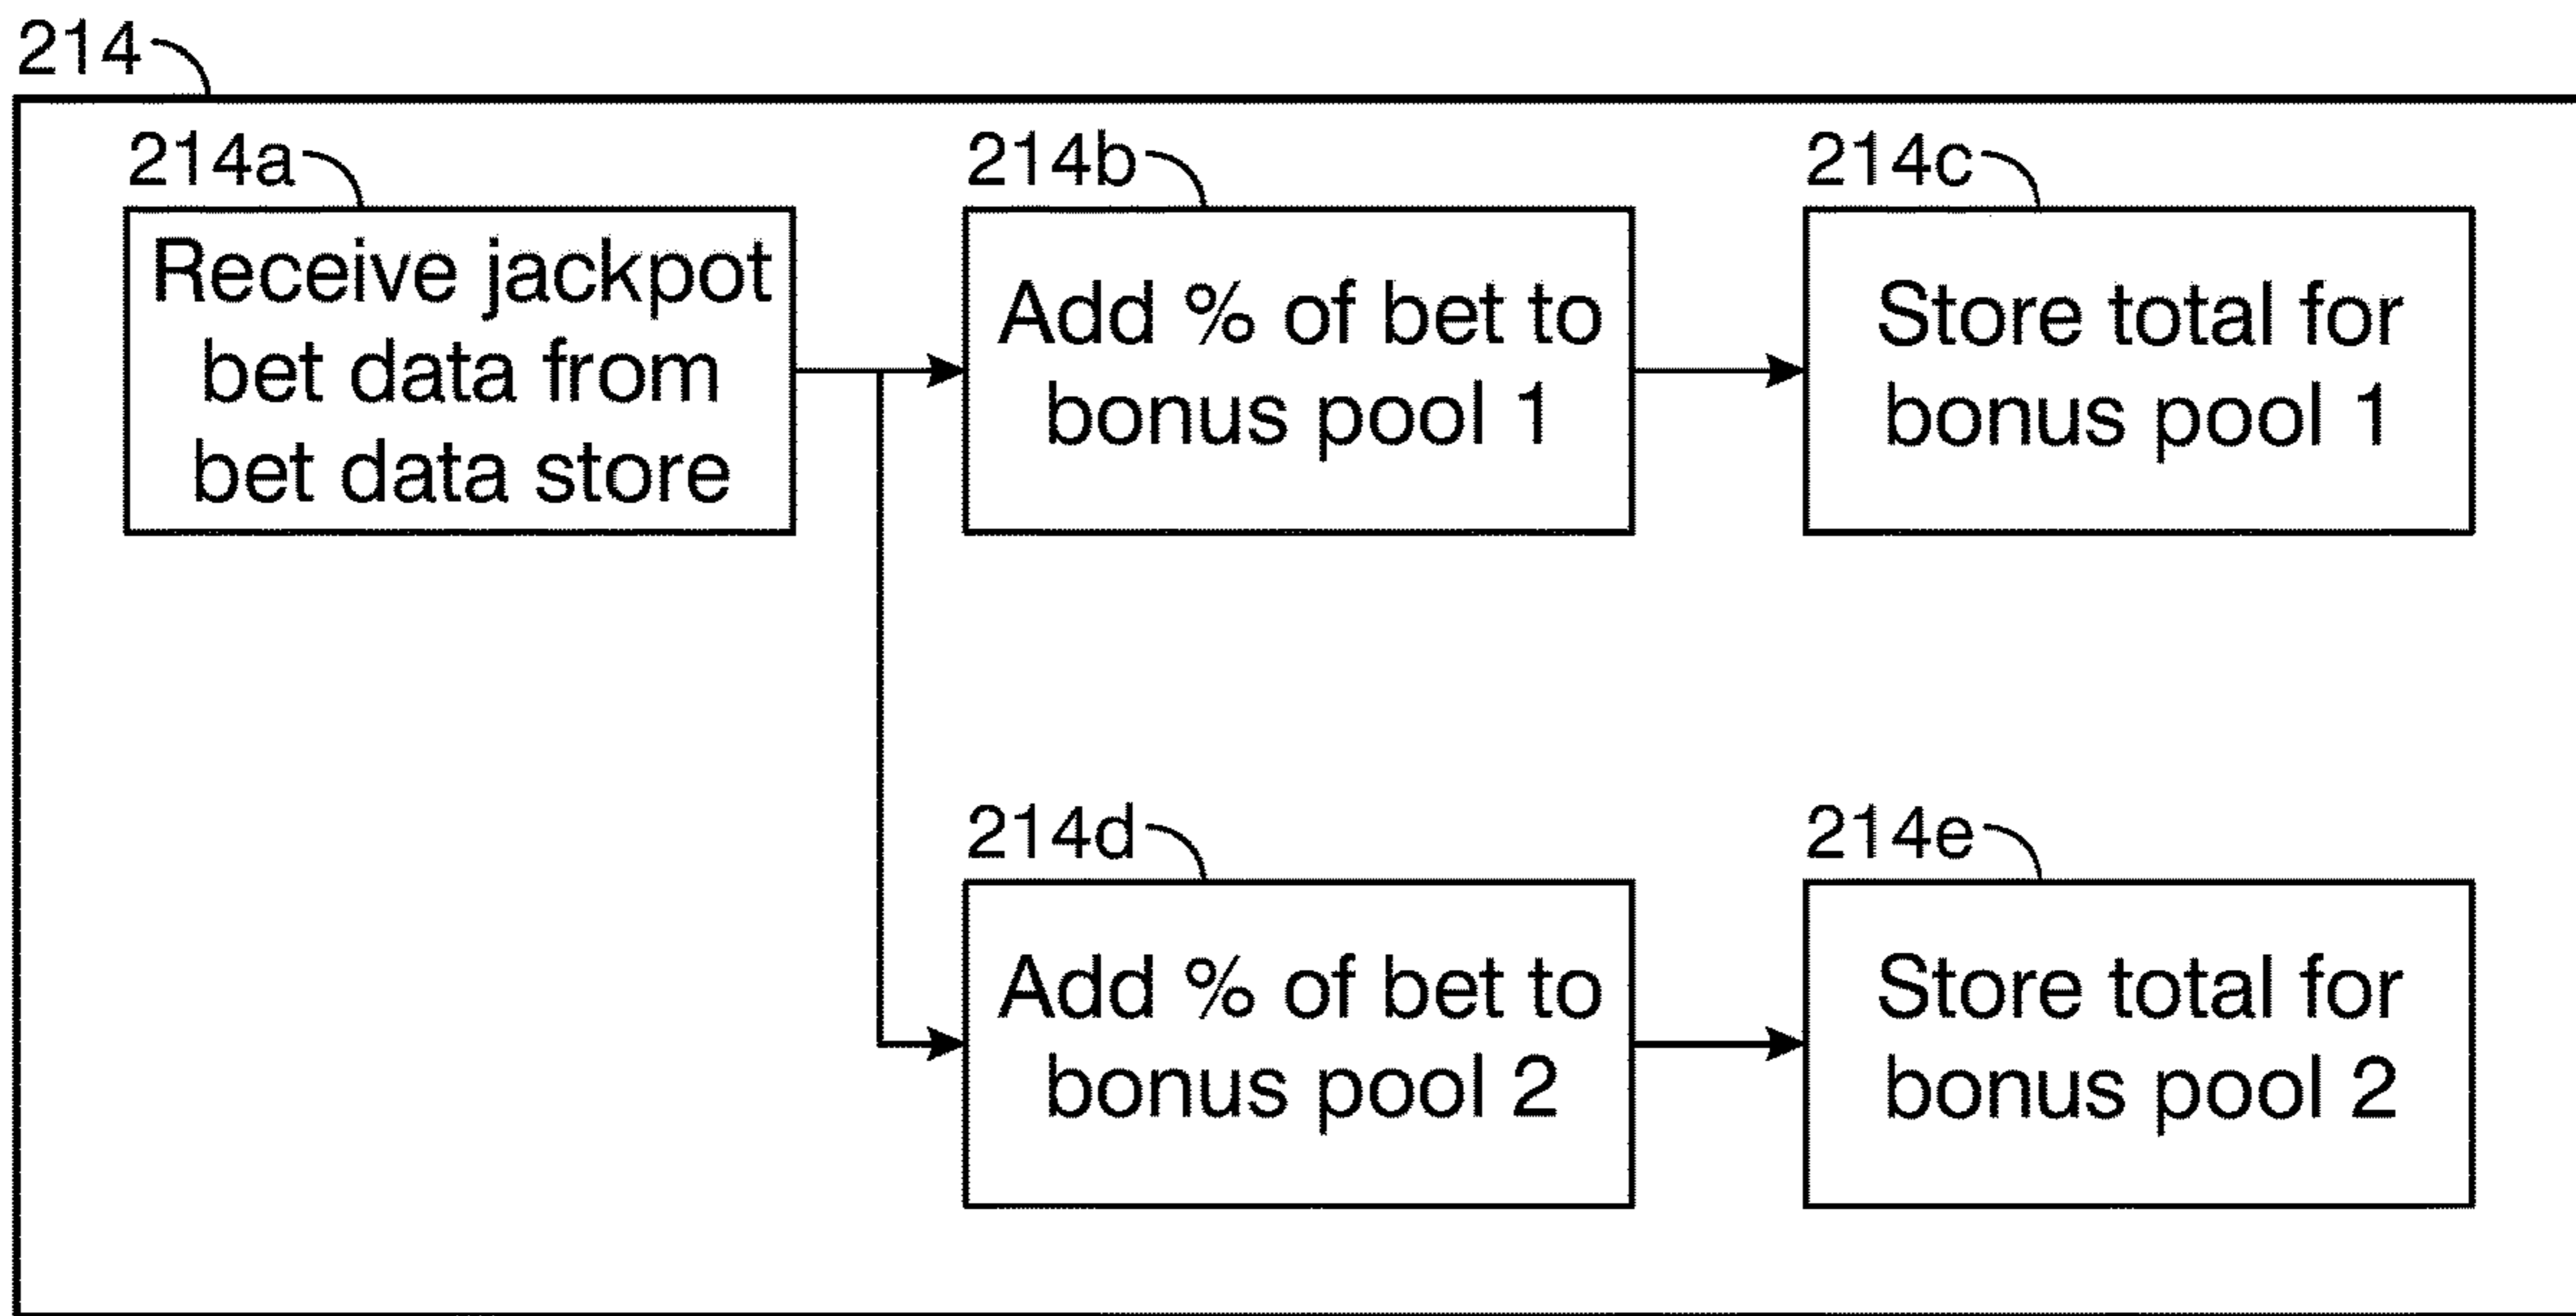 214
214a
Receive jackpot
bet data from
bet data store
214b
Add % of bet to
bonus pool 1
214c
Store total for
bonus pool 1
214d
Add % of bet to
bonus pool 2
214e
Store total for
bonus pool 2